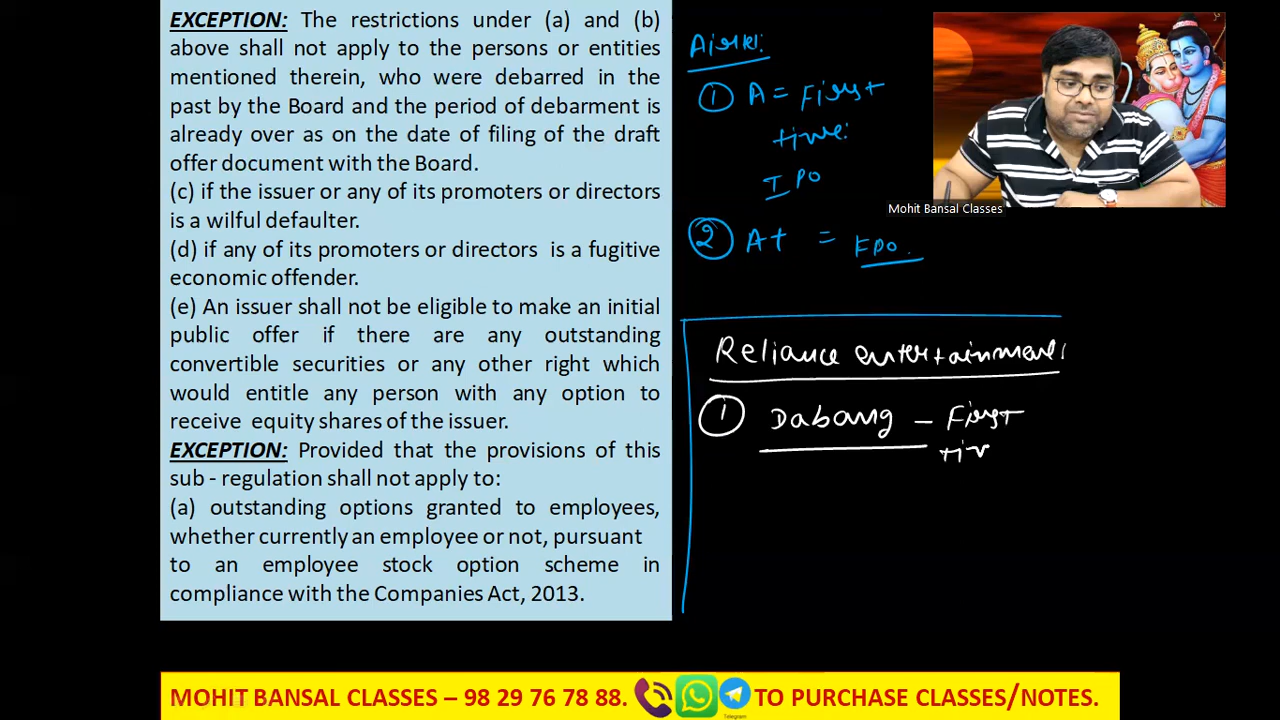 EXCEPTION: The restrictions under (a) and (b)
above shall not apply to the persons or entities
mentioned therein, who were debarred in the
past by the Board and the period of debarment is
already over as on the date of filing of the draft
offer document with the Board.
(c) if the issuer or any of its promoters or directors
is a wilful defaulter.
(d) if any of its promoters or directors is a fugitive
economic offender.
(e) An issuer shall not be eligible to make an initial
public offer if there are any outstanding
convertible securities or any other right which
would entitle any person with any option to
receive equity shares of the issuer.
EXCEPTION: Provided that the provisions of this
sub - regulation shall not apply to:
(a) outstanding options granted to employees,
whether currently an employee or not, pursuant
to an employee stock option scheme in
compliance with the Companies Act, 2013.
① A = First
time:
IPO
② A+ = FPO.
Mohit Bansal Classes
Reliance entertainment:
① Dabang - First
MOHIT BANSAL CLASSES – 98 29 76 78 88. TO PURCHASE CLASSES/NOTES.
Telegram